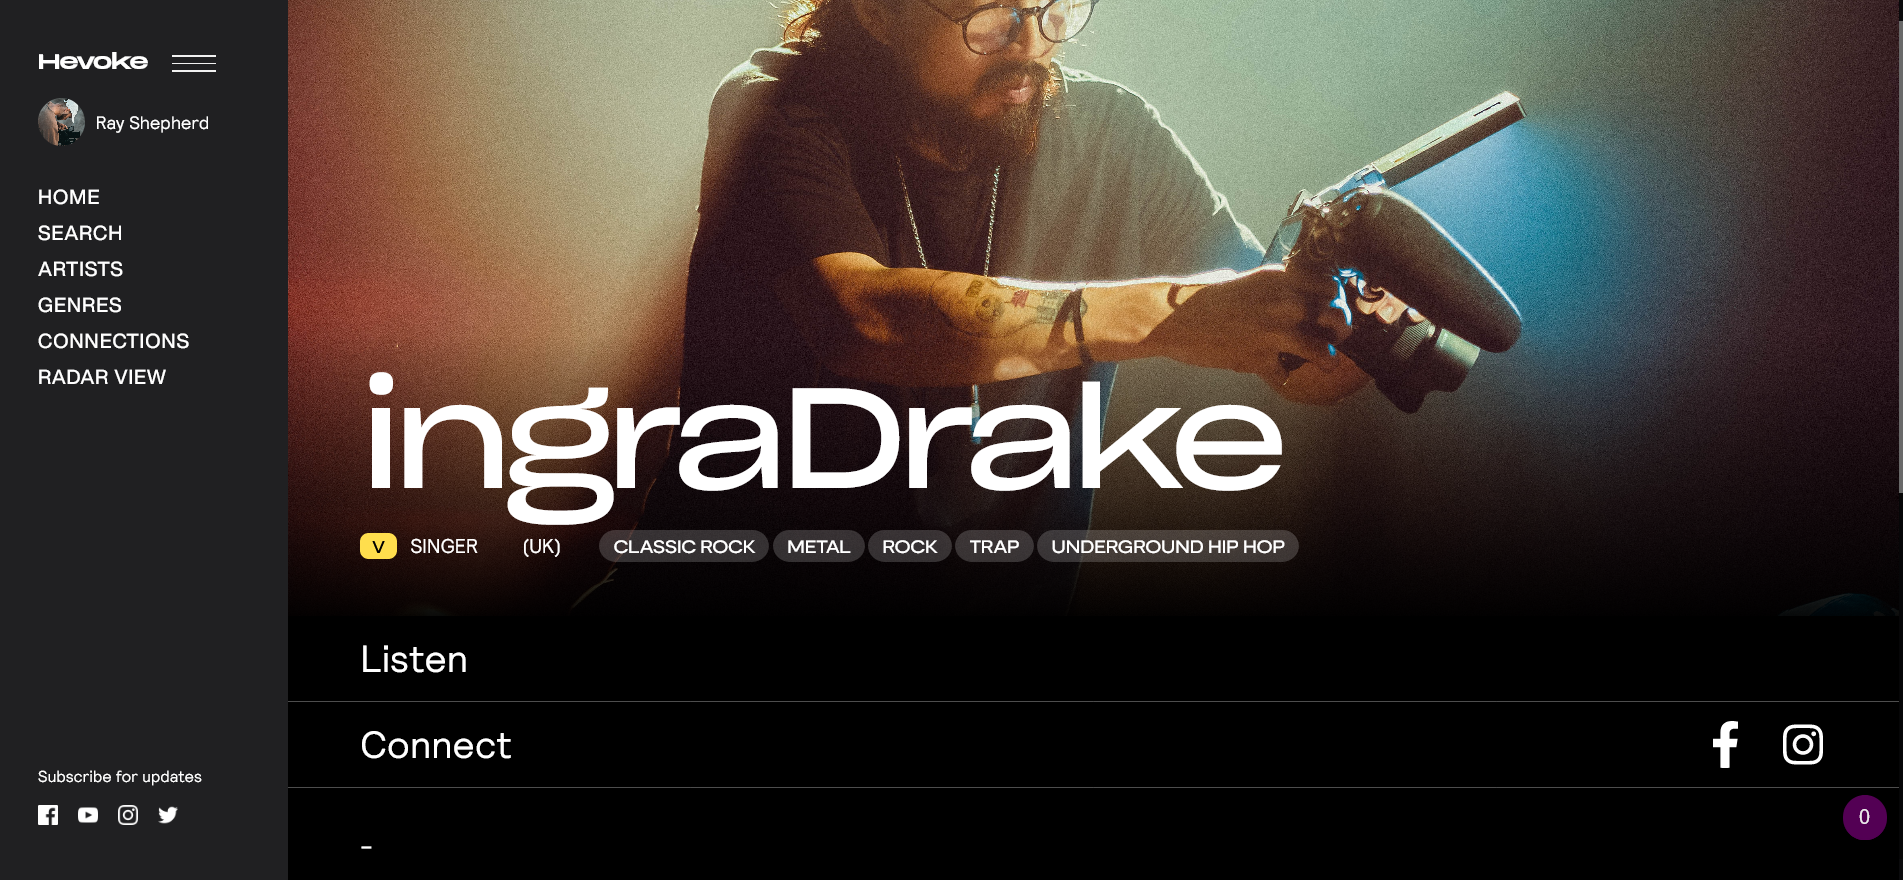 Hevoke
Ray Shepherd
HOME
SEARCH
ARTISTS
GENRES
CONNECTIONS
RADAR VIEW
Subscribe for updates
ingraDrake
V SINGER (UK) CLASSIC ROCK METAL ROCK TRAP UNDERGROUND HIP HOP
Listen
Connect
-
0